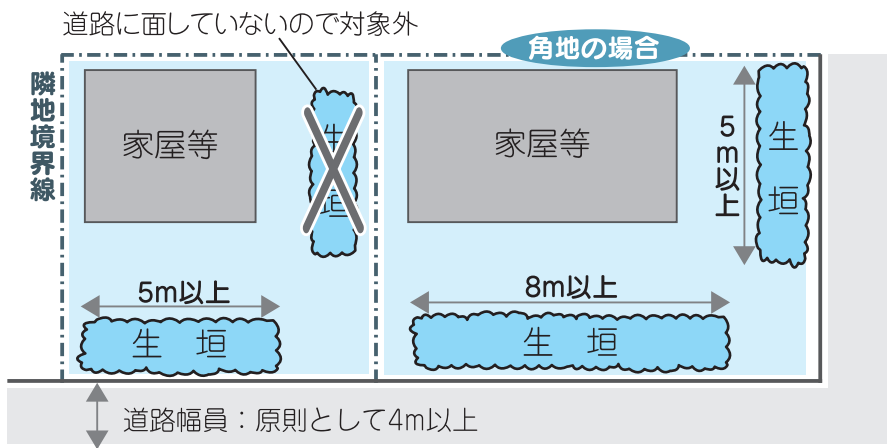 道路に面していないので対象外
角地の場合
隣地境界線
家屋等
生垣
5m以上
生垣
家屋等
5m以上
生垣
8m以上
生垣
道路幅員：原則として4m以上